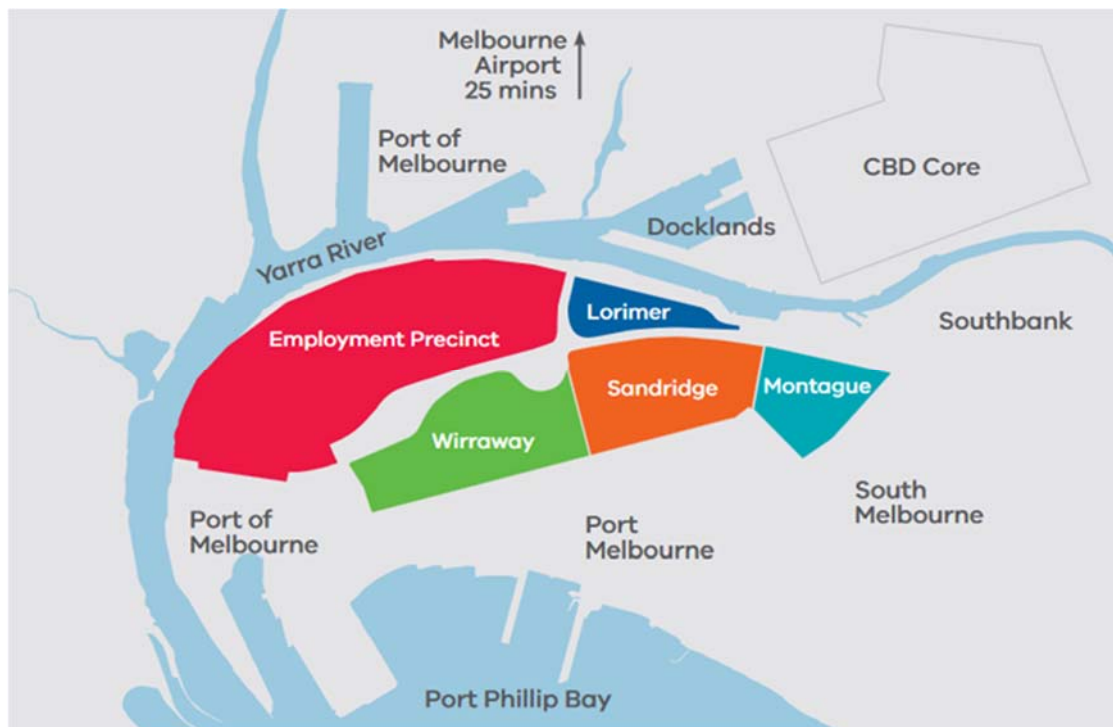 Melbourne
Airport
25 mins
Port of
Melbourne
CBD Core
Docklands
Yarra River
Lorimer
Southbank
Employment Precinct
Sandridge
Montague
Wirraway
South
Melbourne
Port of
Melbourne
Port
Melbourne
Port Phillip Bay